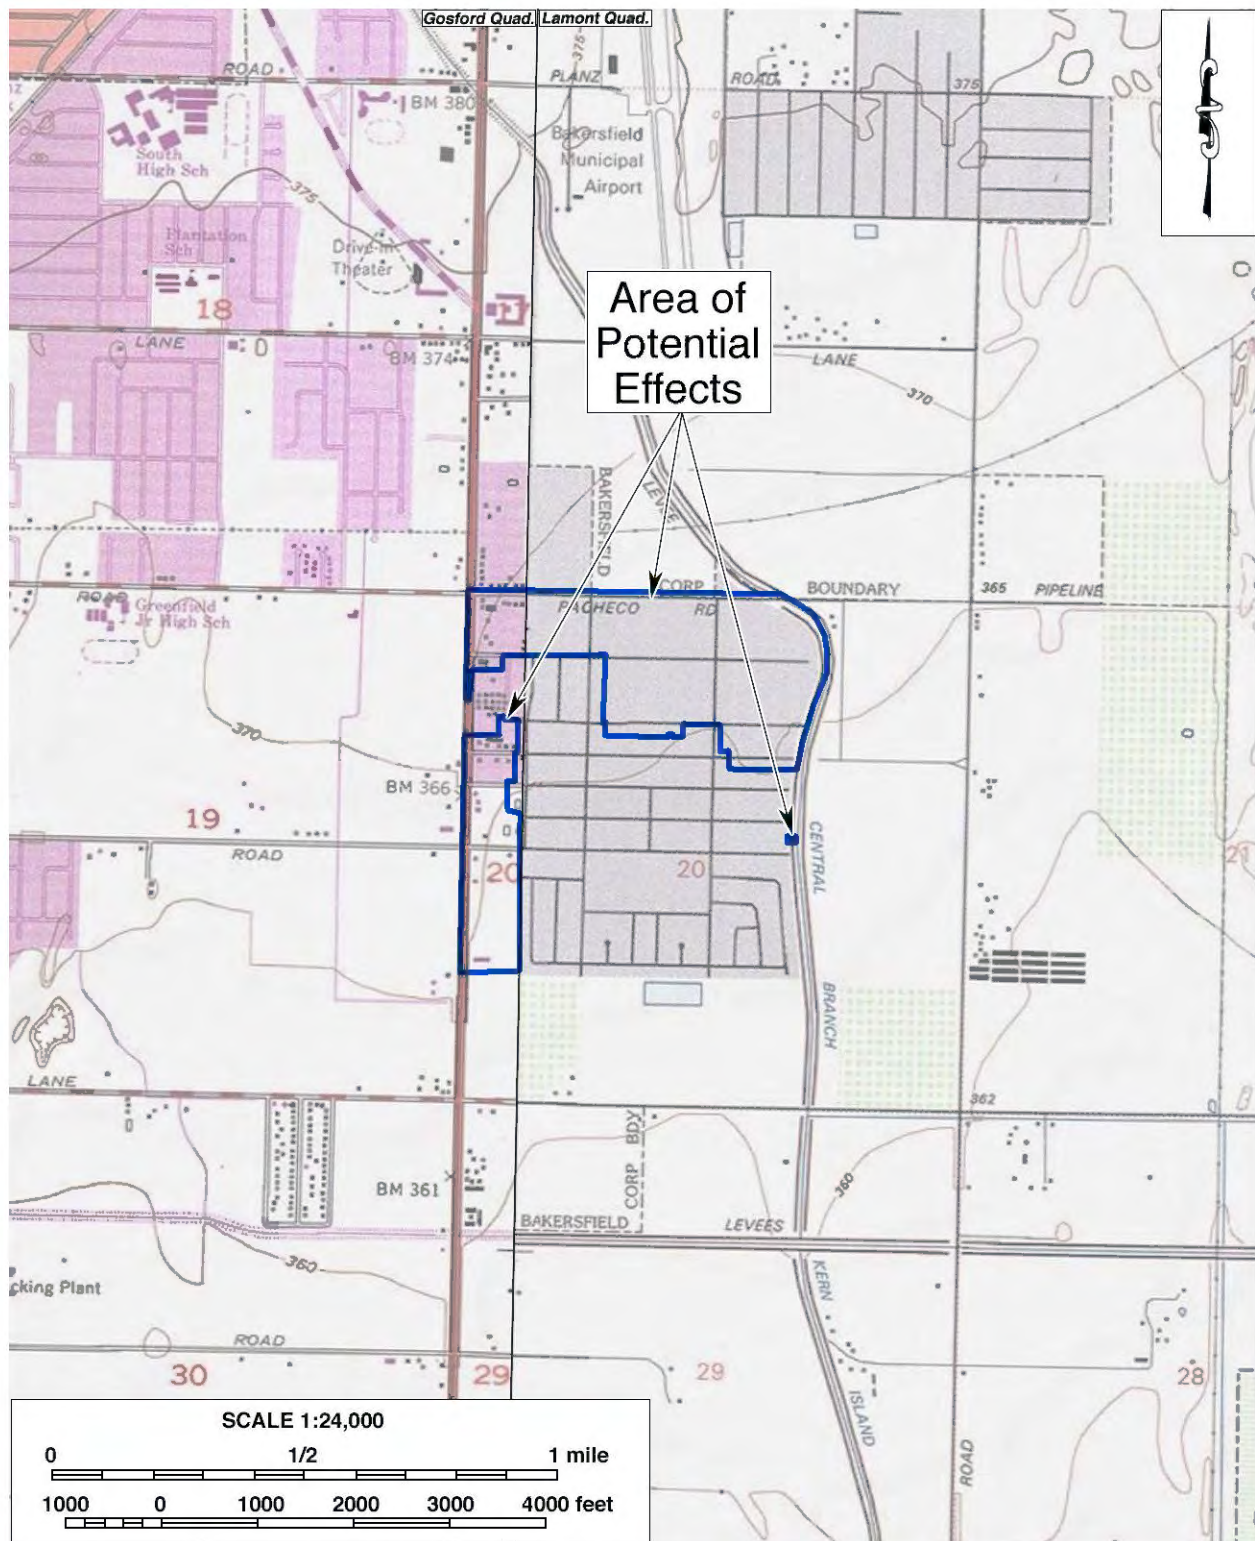 Gosford Quad. Lamont Quad.
ROAD
PLANZ
ROAD
375
375
BM 380
Bakersfield
Municipal
Airport
South
High Sch
375
Plantation
Sch
Drive-in
Theater
18
17
LANE
BM 374
LANE
370
Area of
Potential
Effects
LEVEE
BAKERSFIELD
CORP
BOUNDARY
365
PIPELINE
ROAD
PACHECO
RD
Greenfield
Jr High Sch
370
BM 366
19
ROAD
20
20
21
CENTRAL
BRANCH
LANE
362
BM 361
CORP BDY
BAKERSFIELD
LEVEES
360
360
cking Plant
KERN
ROAD
30
29
29
28
ISLAND
ROAD
SCALE 1:24,000
0 1/2 1 mile
1000 0 1000 2000 3000 4000 feet